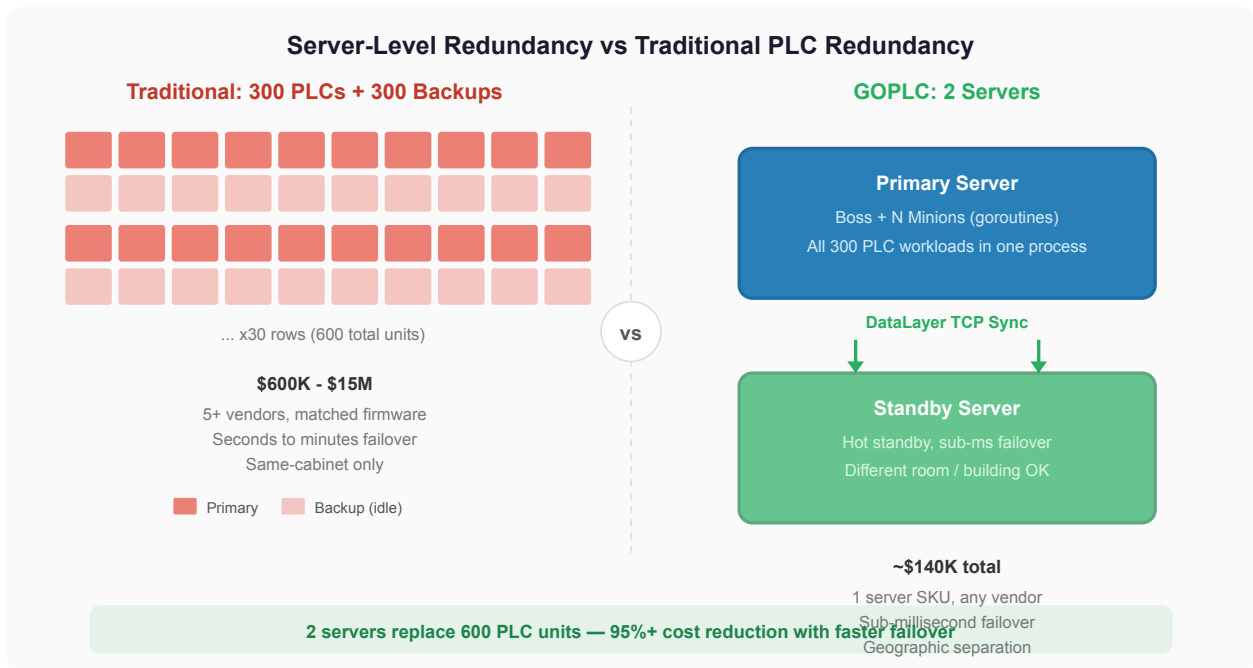 Server-Level Redundancy vs Traditional PLC Redundancy
Traditional: 300 PLCs + 300 Backups
... x30 rows (600 total units)
$600K - $15M
5+ vendors, matched firmware
Seconds to minutes failover
Same-cabinet only
Primary
Backup (idle)
vs
GOPLC: 2 Servers
Primary Server
Boss + N Minions (goroutines)
All 300 PLC workloads in one process
DataLayer TCP Sync
Standby Server
Hot standby, sub-ms failover
Different room / building OK
~$140K total
1 server SKU, any vendor
Sub-millisecond failover
Geographic separation
2 servers replace 600 PLC units — 95%+ cost reduction with faster failover